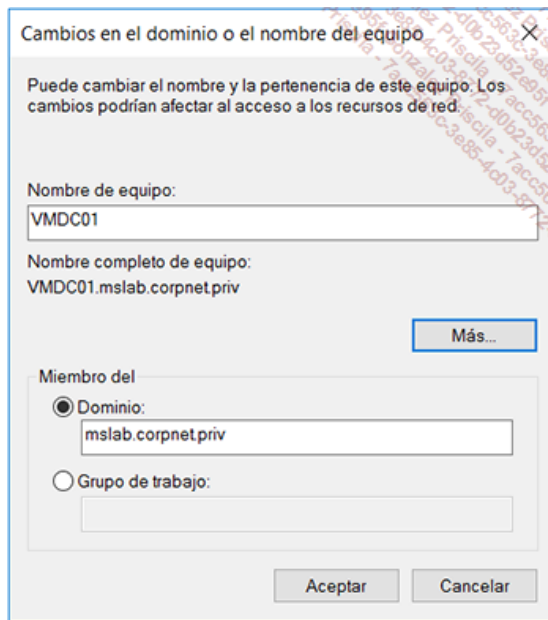 Cambios en el dominio o el nombre del equipo
Puede cambiar el nombre y la pertenencia de este equipo. Los
cambios podrían afectar al acceso a los recursos de red.
Nombre de equipo:
VMDC01
Nombre completo de equipo:
VMDC01.mslab.corpnet.priv
Más...
Miembro del
Dominio:
mslab.corpnet.priv
Grupo de trabajo:
Aceptar
Cancelar